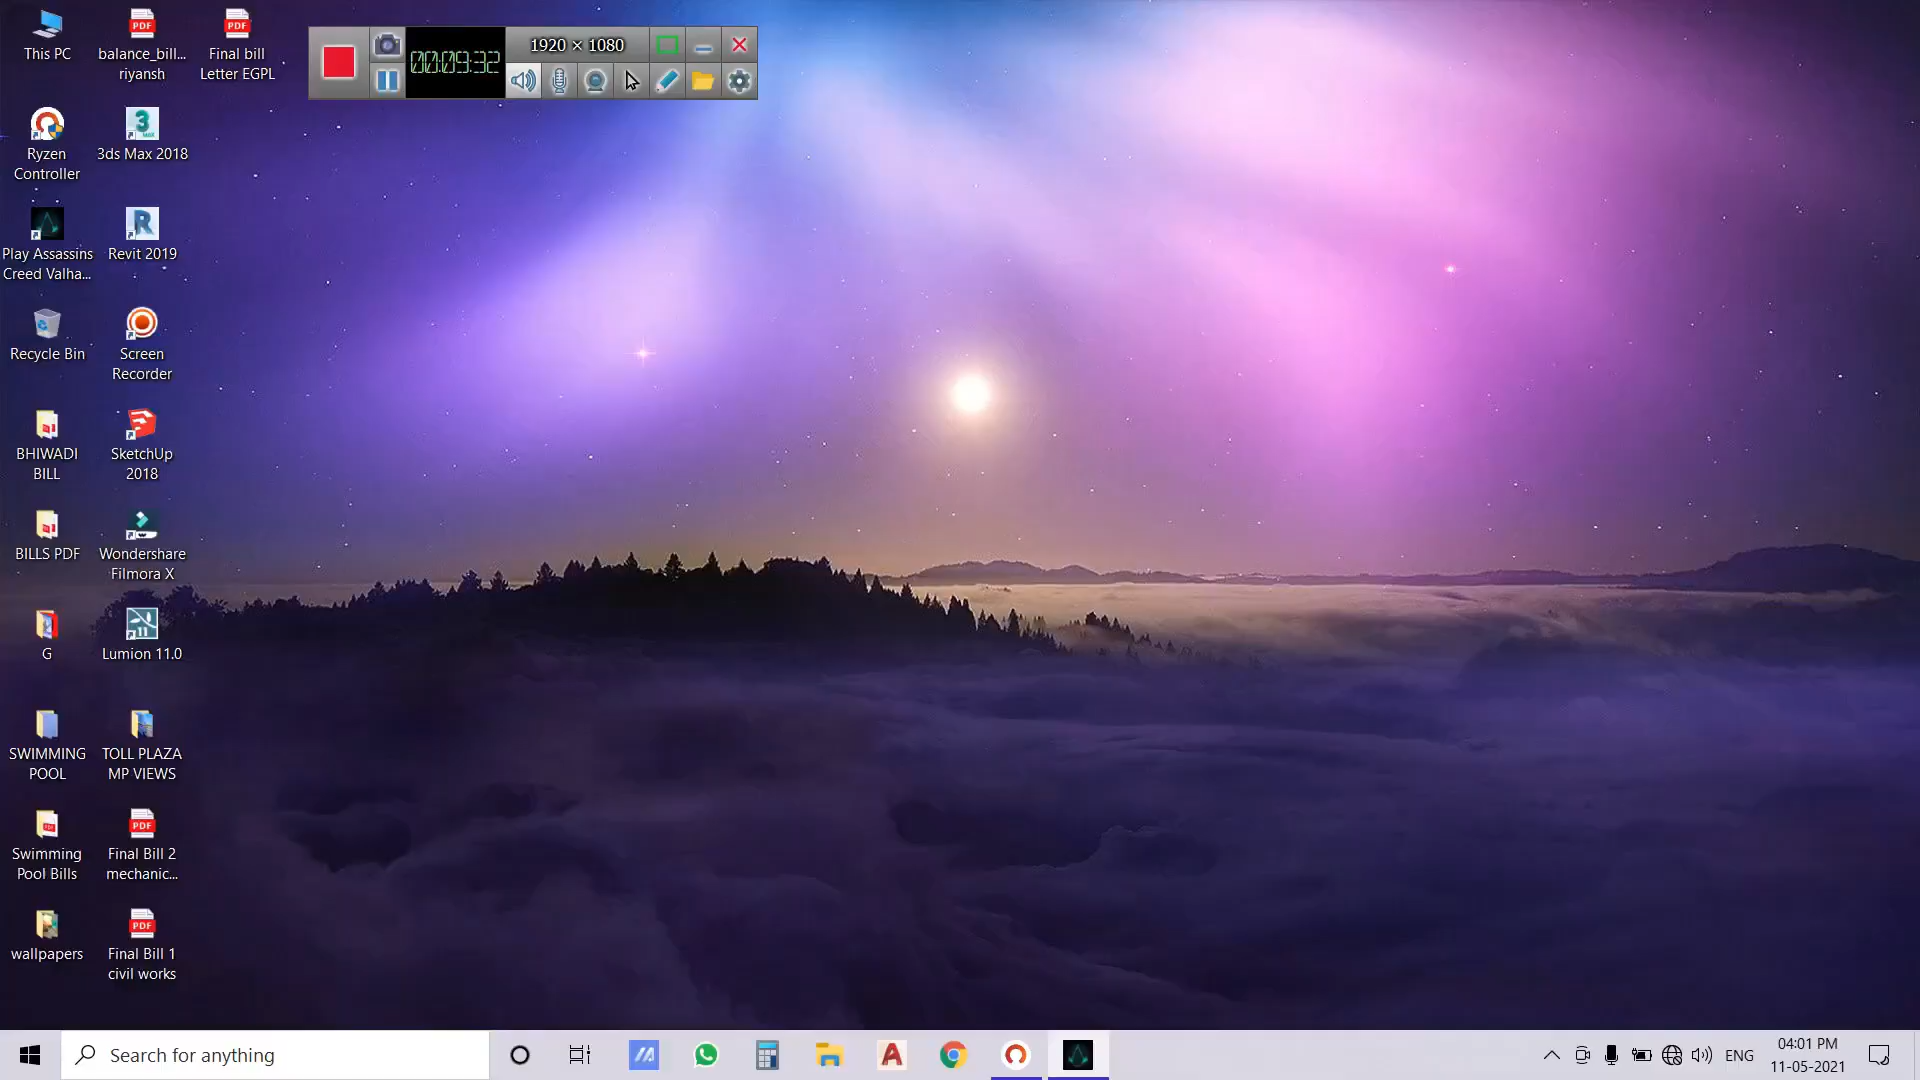 This PC
balance_bill...
riyansh
Final bill
Letter EGPL
00:09:32
1920 × 1080
Ryzen
Controller
3ds Max 2018
Play Assassins
Creed Valha...
Revit 2019
Recycle Bin
Screen
Recorder
BHIWADI
BILL
SketchUp
2018
BILLS PDF
Wondershare
Filmora X
G
Lumion 11.0
SWIMMING
POOL
TOLL PLAZA
MP VIEWS
Swimming
Pool Bills
Final Bill 2
mechanic...
wallpapers
Final Bill 1
civil works
Search for anything
ENG
04:01 PM
11-05-2021